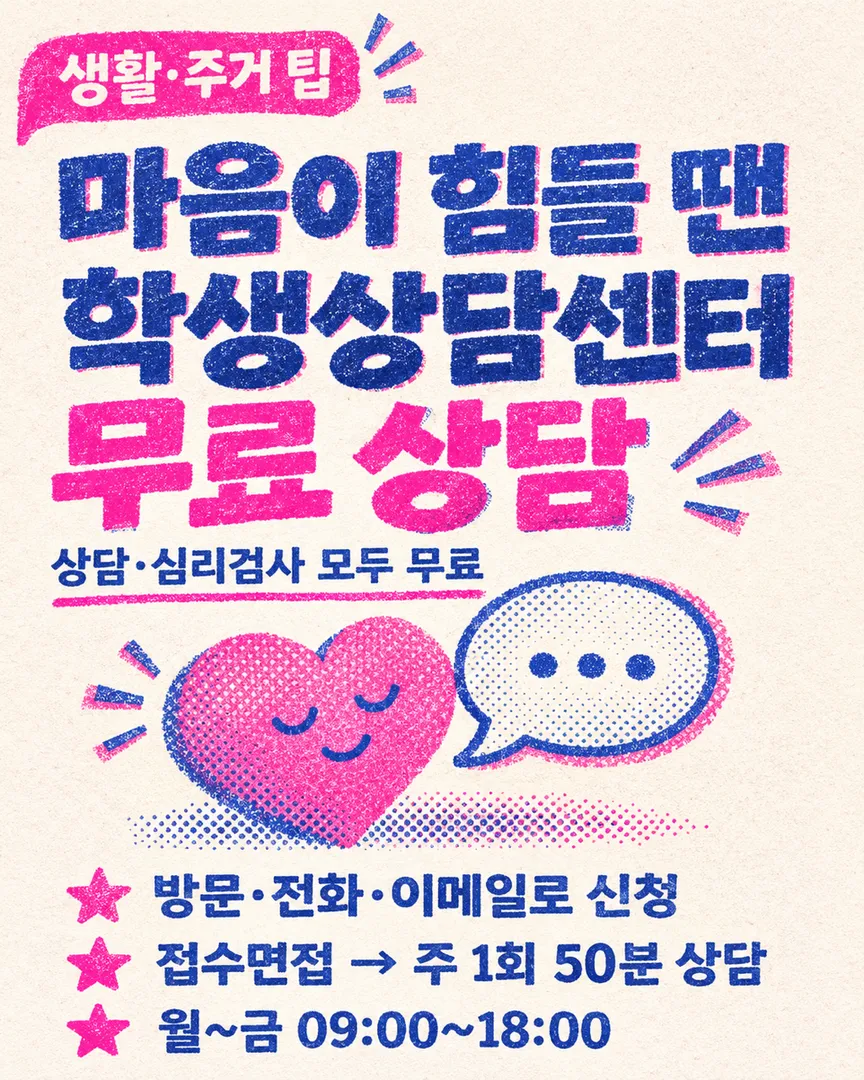 생활·주거 팁
마음이 힘들 땐
학생상담센터
무료 상담
상담·심리검사 모두 무료
방문·전화·이메일로 신청
접수면접 → 주 1회 50분 상담
월~금 09:00~18:00